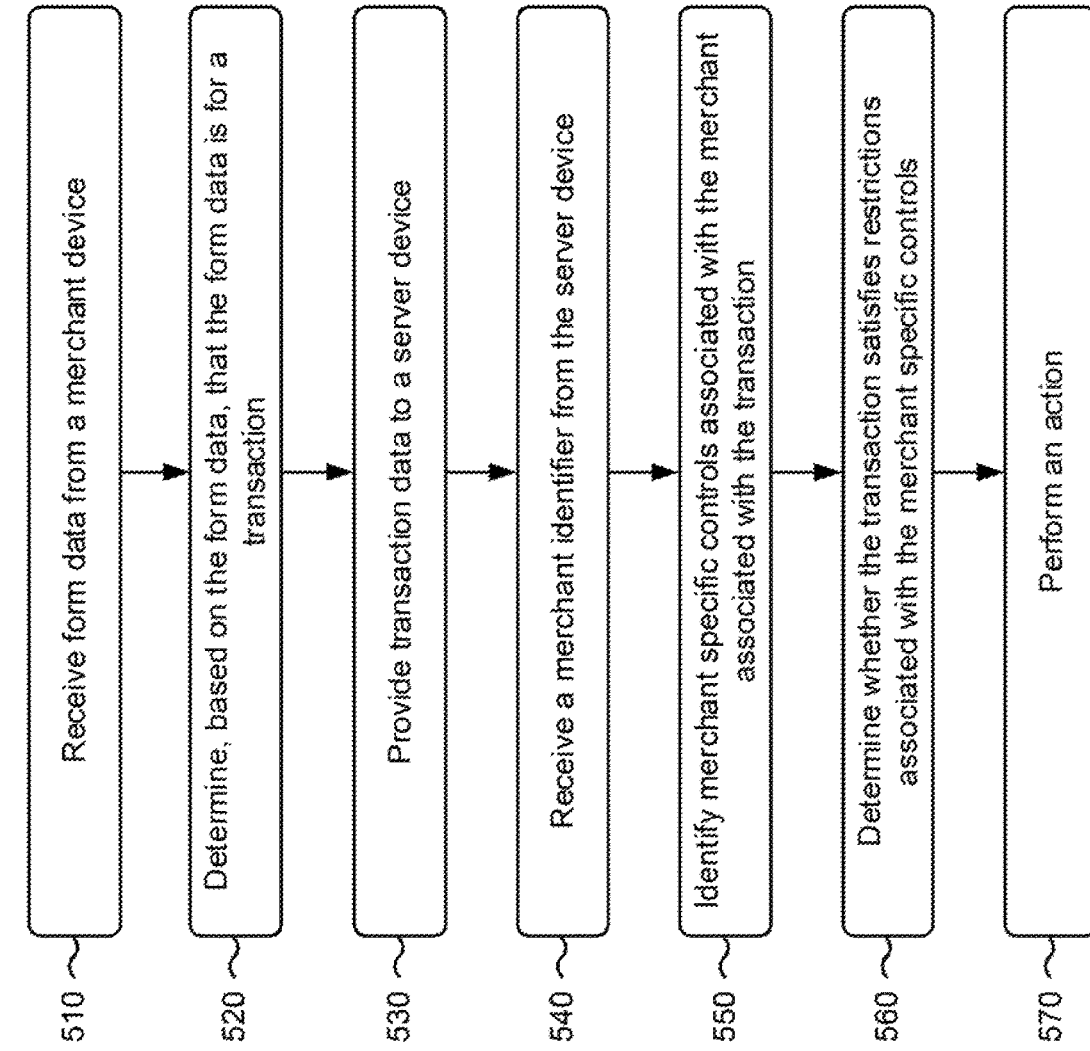 510
Receive form data from a merchant device
520
Determine, based on the form data, that the form data is for a
transaction
530
Provide transaction data to a server device
540
Receive a merchant identifier from the server device
550
Identify merchant specific controls associated with the merchant
associated with the transaction
560
Determine whether the transaction satisfies restrictions
associated with the merchant specific controls
570
Perform an action